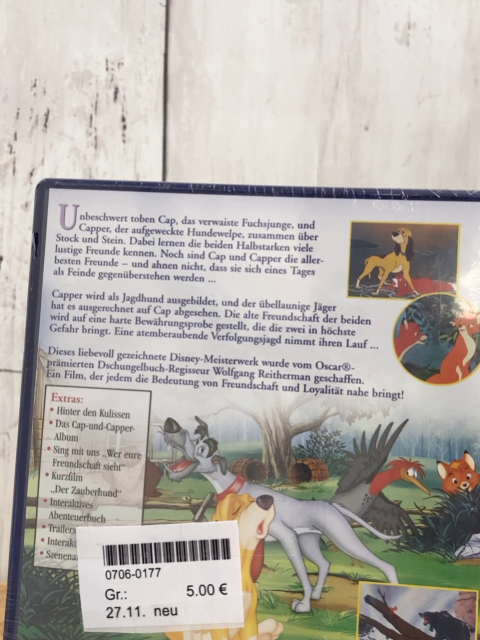 Unbeschwert toben Cap, das verwaiste Fuchsjunge, und
Capper, der aufgeweckte Hundewelpe, zusammen über
Stock und Stein. Dabei lernen die beiden Halbstarken viele
lustige Freunde kennen. Noch sind Cap und Capper die aller-
besten Freunde – und ahnen nicht, dass sie sich eines Tages
als Feinde gegenüberstehen werden ...
Capper wird als Jagdhund ausgebildet, und der übellaunige Jäger
hat es ausgerechnet auf Cap abgesehen. Die alte Freundschaft der beiden
wird auf eine harte Bewährungsprobe gestellt, die die zwei in höchste
Gefahr bringt. Eine atemberaubende Verfolgungsjagd nimmt ihren Lauf ...
Dieses liebevoll gezeichnete Disney-Meisterwerk wurde vom Oscar®-
prämierten Dschungelbuch-Regisseur Wolfgang Reitherman geschaffen.
Ein Film, der jedem die Bedeutung von Freundschaft und Loyalität nahe bringt!
Extras:
• Hinter den Kulissen
• Das Cap-und-Capper-
Album
• Sing mit uns „Wer eure
Freundschaft sieht"
• Kurzfilm
„Der Zauberhund"
• Interaktives
Abenteuerbuch
• Trailers
• Interak
• Szenena
0706-0177
Gr.: 5.00 €
27.11. neu